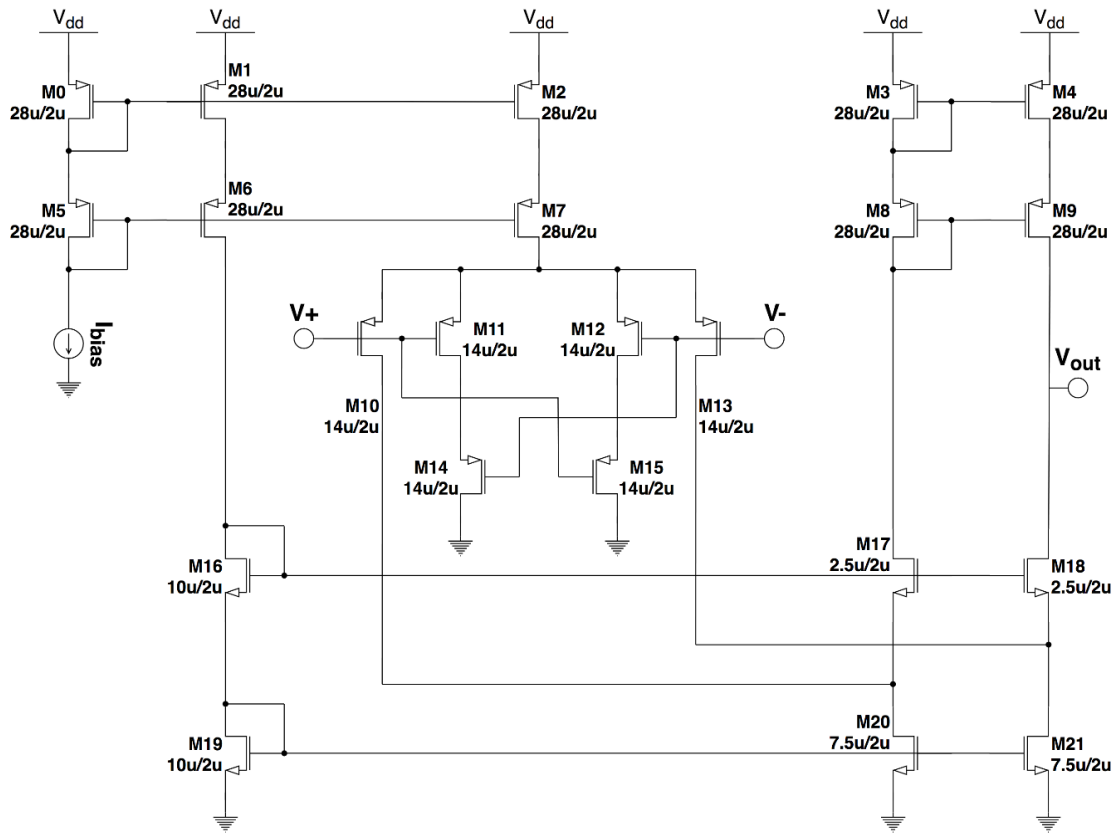 Vdd
Vdd
Vdd
Vdd
Vdd
M0
28u/2u
M1
28u/2u
M2
28u/2u
M3
28u/2u
M4
28u/2u
M5
28u/2u
M6
28u/2u
M7
28u/2u
M8
28u/2u
M9
28u/2u
Ibias
V+
M11
14u/2u
M12
14u/2u
V-
Vout
M10
14u/2u
M13
14u/2u
M14
14u/2u
M15
14u/2u
M16
10u/2u
M17
2.5u/2u
M18
2.5u/2u
M19
10u/2u
M20
7.5u/2u
M21
7.5u/2u